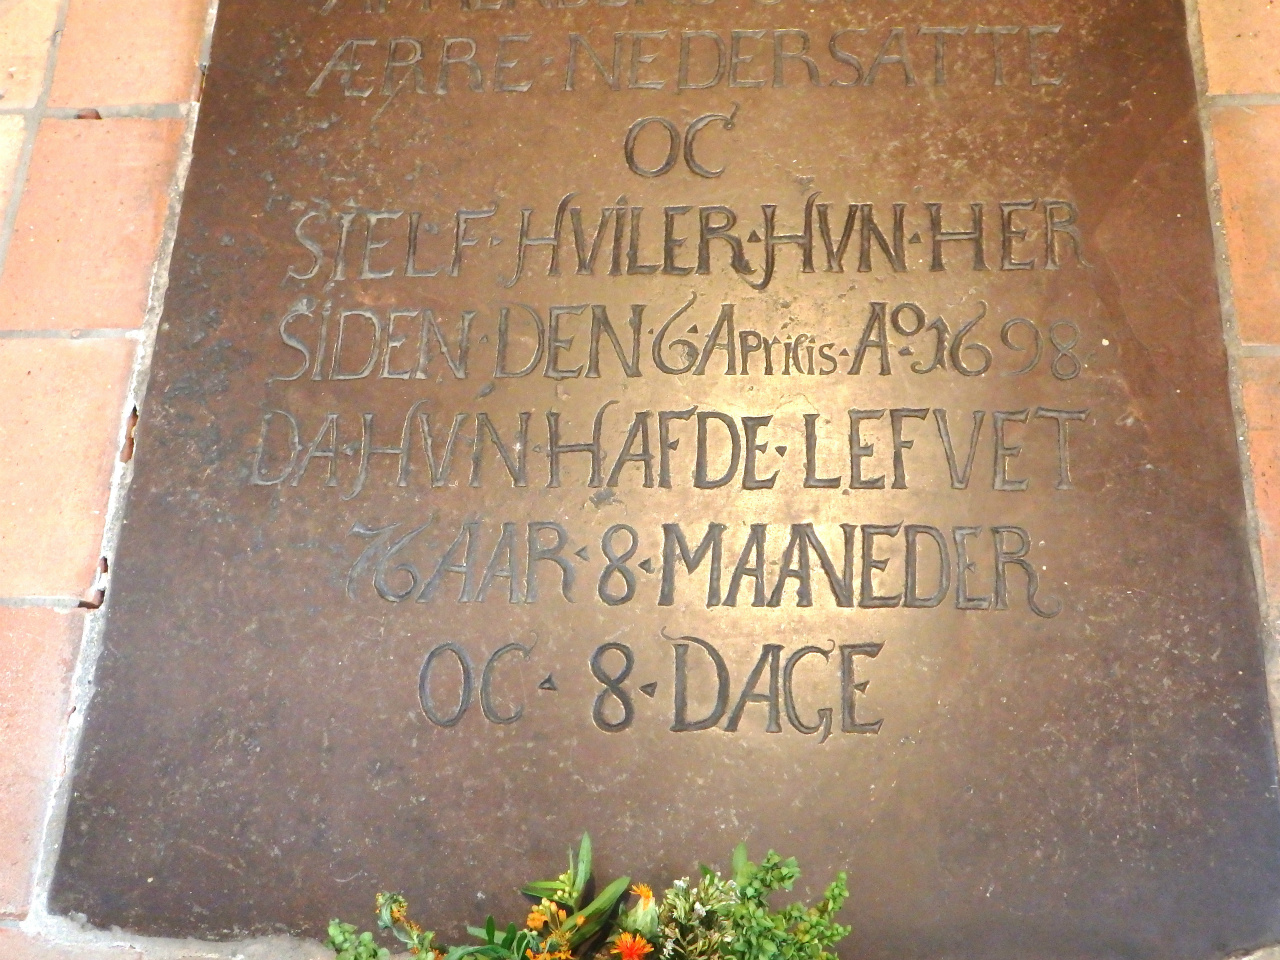 ÆRRE · NEDERSATTE
OC
SIELF · HVILER · HVN · HER
SIDEN · DEN · 6 · Aprilis · Ao · 1698 ·
DA · HVN · HAFDE · LEFVET
76 AAR · 8 · MAANEDER
OC · 8 · DAGE